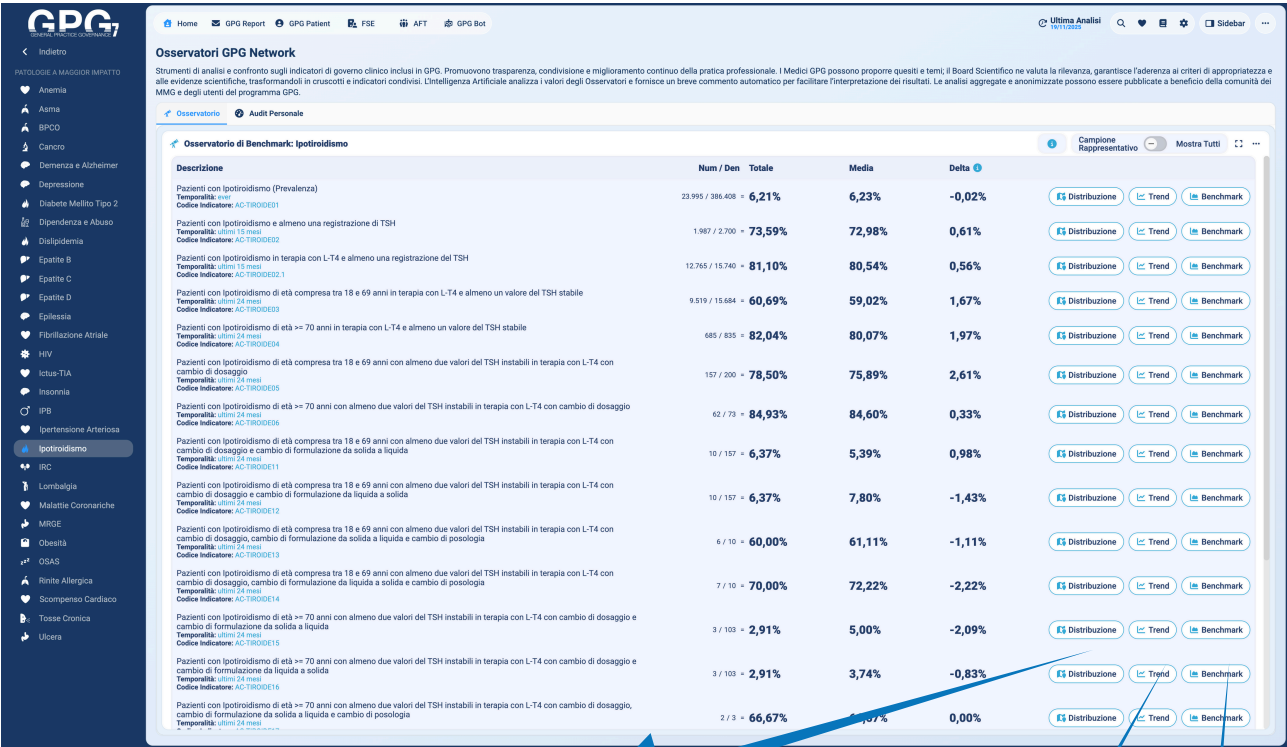 GPG7
GENERAL PRACTICE GOVERNANCE
Home GPG Report GPG Patient FSE AFT GPG Bot
Ultima Analisi
19/11/2025
Sidebar
Indietro
PATOLOGIE A MAGGIOR IMPATTO
Anemia
Asma
BPCO
Cancro
Demenza e Alzheimer
Depressione
Diabete Mellito Tipo 2
Dipendenza e Abuso
Dislipidemia
Epatite B
Epatite C
Epatite D
Epilessia
Fibrillazione Atriale
HIV
Ictus-TIA
Insonnia
IPB
Ipertensione Arteriosa
Ipotiroidismo
IRC
Lombalgia
Malattie Coronariche
MRGE
Obesità
OSAS
Rinite Allergica
Scompenso Cardiaco
Tosse Cronica
Ulcera
Osservatori GPG Network
Strumenti di analisi e confronto sugli indicatori di governo clinico inclusi in GPG. Promuovono trasparenza, condivisione e miglioramento continuo della pratica professionale. I Medici GPG possono proporre quesiti e temi; il Board Scientifico ne valuta la rilevanza, garantisce l'aderenza ai criteri di appropriatezza e
alle evidenze scientifiche, trasformandoli in cruscotti e indicatori condivisi. L'Intelligenza Artificiale analizza i valori degli Osservatori e fornisce un breve commento automatico per facilitare l'interpretazione dei risultati. Le analisi aggregate e anonimizzate possono essere pubblicate a beneficio della comunità dei
MMG e degli utenti del programma GPG.
Osservatorio Audit Personale
Osservatorio di Benchmark: Ipotiroidismo
Campione
Rappresentativo
Mostra Tutti
Descrizione Num / Den Totale Media Delta
Pazienti con Ipotiroidismo (Prevalenza)
Temporalità: ever
Codice Indicatore: AC-TIROIDE01
23.995 / 386.408 = 6,21% 6,23% -0,02% Distribuzione Trend Benchmark
Pazienti con Ipotiroidismo e almeno una registrazione di TSH
Temporalità: ultimi 15 mesi
Codice Indicatore: AC-TIROIDE02
1.987 / 2.700 = 73,59% 72,98% 0,61% Distribuzione Trend Benchmark
Pazienti con Ipotiroidismo in terapia con L-T4 e almeno una registrazione del TSH
Temporalità: ultimi 15 mesi
Codice Indicatore: AC-TIROIDE02.1
12.765 / 15.740 = 81,10% 80,54% 0,56% Distribuzione Trend Benchmark
Pazienti con Ipotiroidismo di età compresa tra 18 e 69 anni in terapia con L-T4 e almeno un valore del TSH stabile
Temporalità: ultimi 24 mesi
Codice Indicatore: AC-TIROIDE03
9.519 / 15.684 = 60,69% 59,02% 1,67% Distribuzione Trend Benchmark
Pazienti con Ipotiroidismo di età >= 70 anni in terapia con L-T4 e almeno un valore del TSH stabile
Temporalità: ultimi 24 mesi
Codice Indicatore: AC-TIROIDE04
685 / 835 = 82,04% 80,07% 1,97% Distribuzione Trend Benchmark
Pazienti con Ipotiroidismo di età compresa tra 18 e 69 anni con almeno due valori del TSH instabili in terapia con L-T4 con
cambio di dosaggio
Temporalità: ultimi 24 mesi
Codice Indicatore: AC-TIROIDE05
157 / 200 = 78,50% 75,89% 2,61% Distribuzione Trend Benchmark
Pazienti con Ipotiroidismo di età >= 70 anni con almeno due valori del TSH instabili in terapia con L-T4 con cambio di dosaggio
Temporalità: ultimi 24 mesi
Codice Indicatore: AC-TIROIDE06
62 / 73 = 84,93% 84,60% 0,33% Distribuzione Trend Benchmark
Pazienti con Ipotiroidismo di età compresa tra 18 e 69 anni con almeno due valori del TSH instabili in terapia con L-T4 con
cambio di dosaggio e cambio di formulazione da solida a liquida
Temporalità: ultimi 24 mesi
Codice Indicatore: AC-TIROIDE11
10 / 157 = 6,37% 5,39% 0,98% Distribuzione Trend Benchmark
Pazienti con Ipotiroidismo di età compresa tra 18 e 69 anni con almeno due valori del TSH instabili in terapia con L-T4 con
cambio di dosaggio e cambio di formulazione da liquida a solida
Temporalità: ultimi 24 mesi
Codice Indicatore: AC-TIROIDE12
10 / 157 = 6,37% 7,80% -1,43% Distribuzione Trend Benchmark
Pazienti con Ipotiroidismo di età compresa tra 18 e 69 anni con almeno due valori del TSH instabili in terapia con L-T4 con
cambio di dosaggio, cambio di formulazione da solida a liquida e cambio di posologia
Temporalità: ultimi 24 mesi
Codice Indicatore: AC-TIROIDE13
6 / 10 = 60,00% 61,11% -1,11% Distribuzione Trend Benchmark
Pazienti con Ipotiroidismo di età compresa tra 18 e 69 anni con almeno due valori del TSH instabili in terapia con L-T4 con
cambio di dosaggio, cambio di formulazione da liquida a solida e cambio di posologia
Temporalità: ultimi 24 mesi
Codice Indicatore: AC-TIROIDE14
7 / 10 = 70,00% 72,22% -2,22% Distribuzione Trend Benchmark
Pazienti con Ipotiroidismo di età >= 70 anni con almeno due valori del TSH instabili in terapia con L-T4 con cambio di dosaggio e
cambio di formulazione da solida a liquida
Temporalità: ultimi 24 mesi
Codice Indicatore: AC-TIROIDE15
3 / 103 = 2,91% 5,00% -2,09% Distribuzione Trend Benchmark
Pazienti con Ipotiroidismo di età >= 70 anni con almeno due valori del TSH instabili in terapia con L-T4 con cambio di dosaggio e
cambio di formulazione da liquida a solida
Temporalità: ultimi 24 mesi
Codice Indicatore: AC-TIROIDE16
3 / 103 = 2,91% 3,74% -0,83% Distribuzione Trend Benchmark
Pazienti con Ipotiroidismo di età >= 70 anni con almeno due valori del TSH instabili in terapia con L-T4 con cambio di dosaggio,
cambio di formulazione da solida a liquida e cambio di posologia
Temporalità: ultimi 24 mesi
2 / 3 = 66,67% 0,00% Distribuzione Trend Benchmark